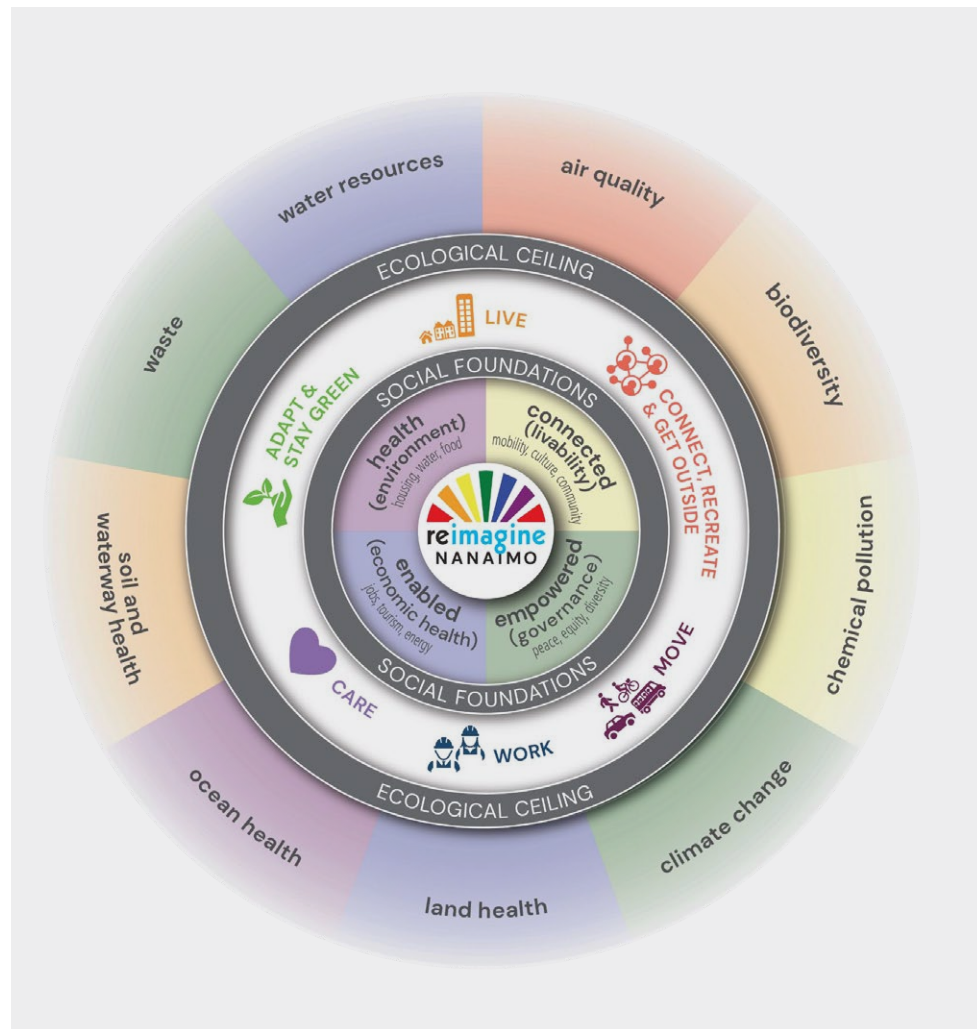 air quality
biodiversity
chemical pollution
climate change
land health
ocean health
soil and
waterway health
waste
water resources
ECOLOGICAL CEILING
LIVE
CONNECT, RECREATE
& GET OUTSIDE
MOVE
WORK
CARE
ADAPT &
STAY GREEN
ECOLOGICAL CEILING
SOCIAL FOUNDATIONS
health
(environment)
housing, water, food
connected
(livability)
mobility, culture, community
reimagine
NANAIMO
enabled
(economic health)
jobs, tourism, energy
empowered
(governance)
peace, equity, diversity
SOCIAL FOUNDATIONS